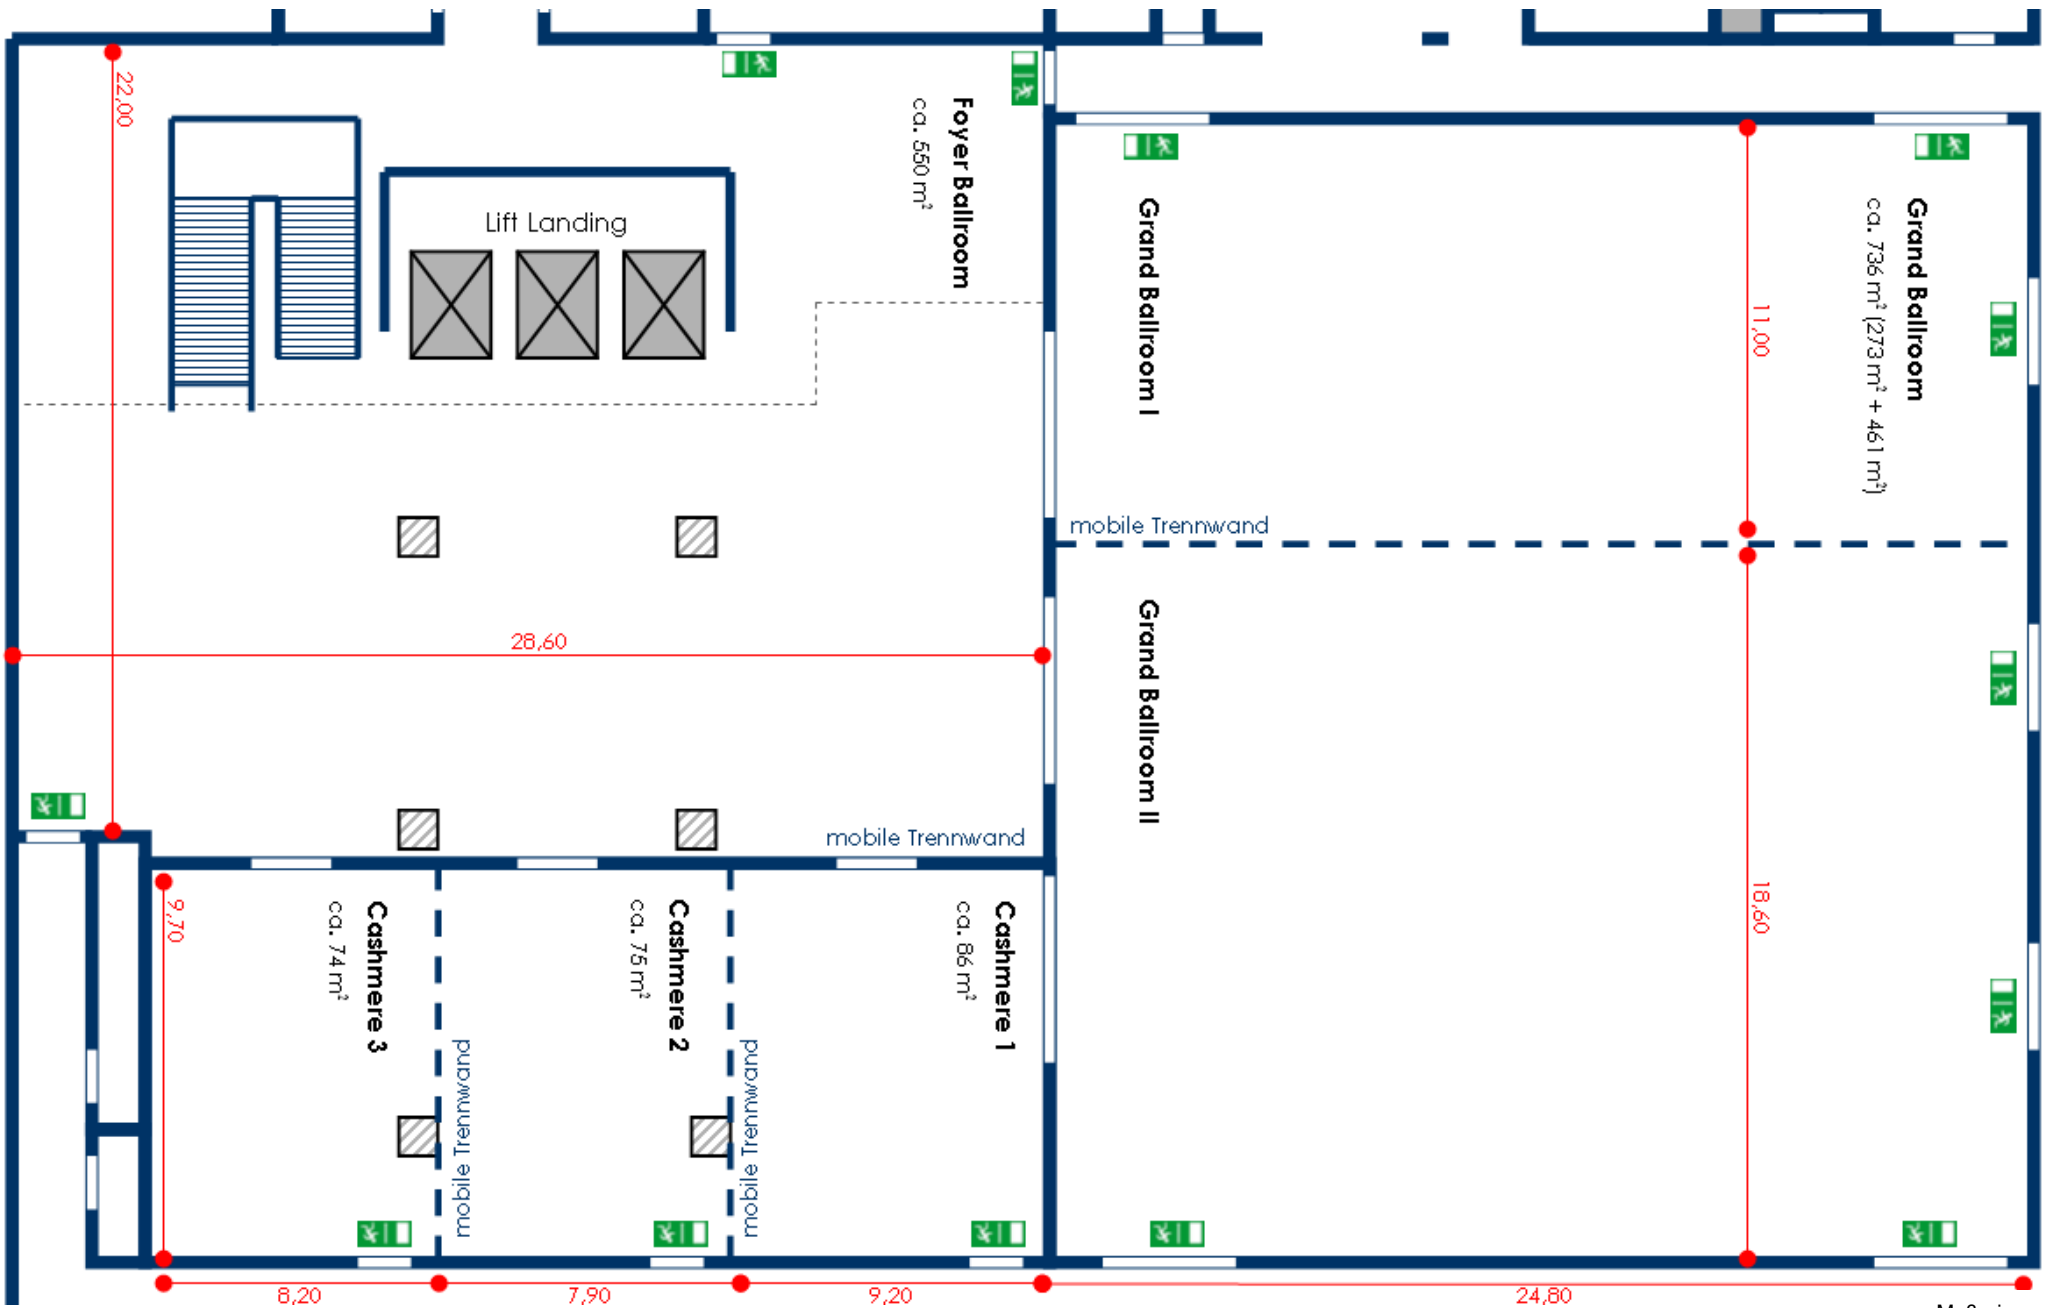 22,00
Lift Landing
Foyer Ballroom
ca. 550 m²
Grand Ballroom I
Grand Ballroom
ca. 736 m² (273 m² + 461 m²)
11,00
mobile Trennwand
28,60
Grand Ballroom II
mobile Trennwand
18,60
9,70
Cashmere 3
ca. 74 m²
mobile Trennwand
Cashmere 2
ca. 75 m²
mobile Trennwand
Cashmere 1
ca. 86 m²
8,20
7,90
9,20
24,80